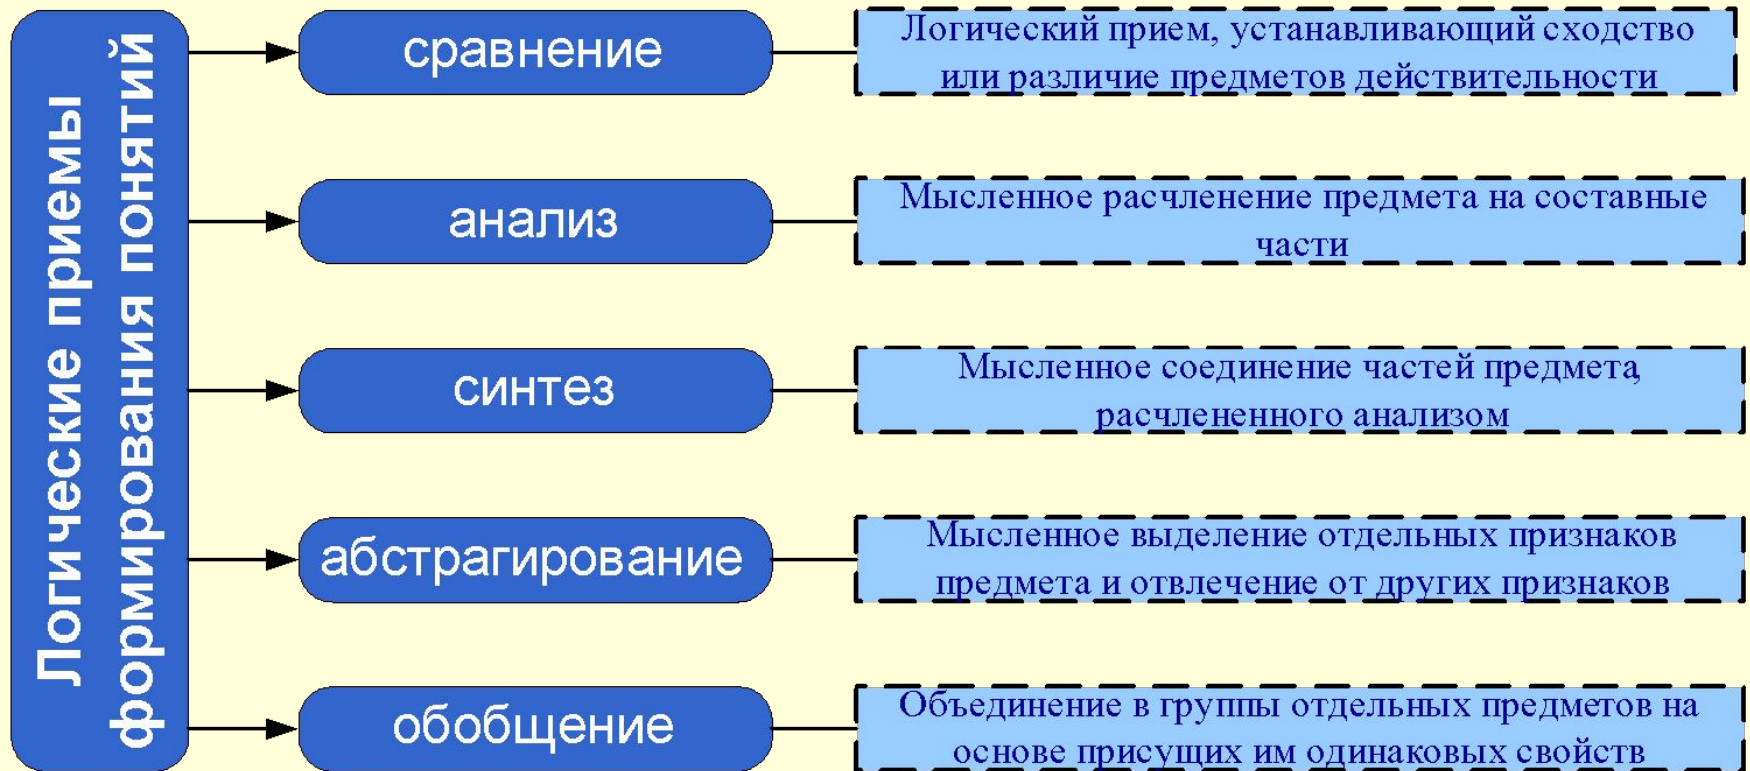 Логические приемы
формирования понятий
сравнение
Логический прием, устанавливающий сходство
или различие предметов действительности
анализ
Мысленное расчленение предмета на составные
части
синтез
Мысленное соединение частей предмета,
расчлененного анализом
абстрагирование
Мысленное выделение отдельных признаков
предмета и отвлечение от других признаков
обобщение
Объединение в группы отдельных предметов на
основе присущих им одинаковых свойств